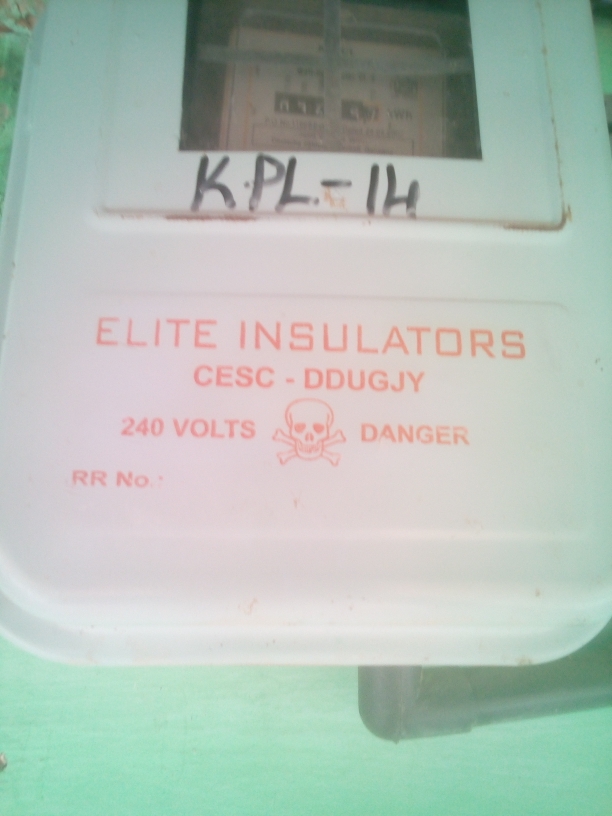 K.PL.-14
ELITE INSULATORS
CESC - DDUGJY
240 VOLTS DANGER
RR No.: